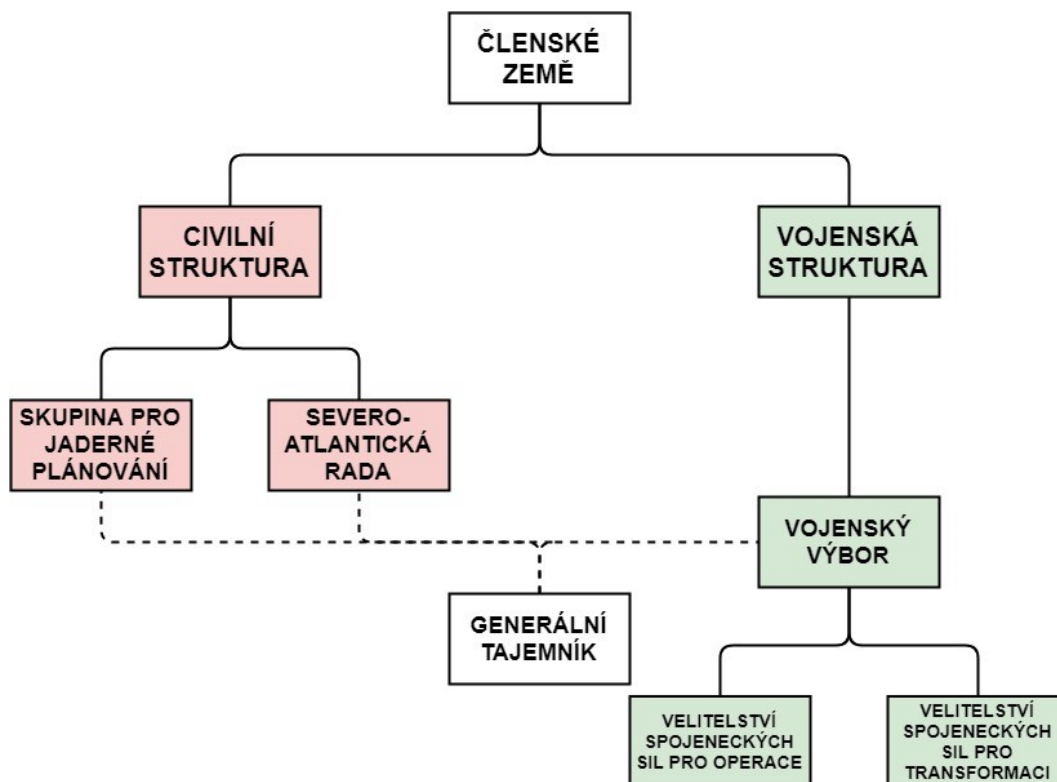 ČLENSKÉ
ZEMĚ
CIVILNÍ
STRUKTURA
VOJENSKÁ
STRUKTURA
SKUPINA PRO
JADERNÉ
PLÁNOVÁNÍ
SEVERO-
ATLANTICKÁ
RADA
VOJENSKÝ
VÝBOR
GENERÁLNÍ
TAJEMNÍK
VELITELSTVÍ
SPOJENECKÝCH
SIL PRO OPERACE
VELITELSTVÍ
SPOJENECKÝCH
SIL PRO
TRANSFORMACI